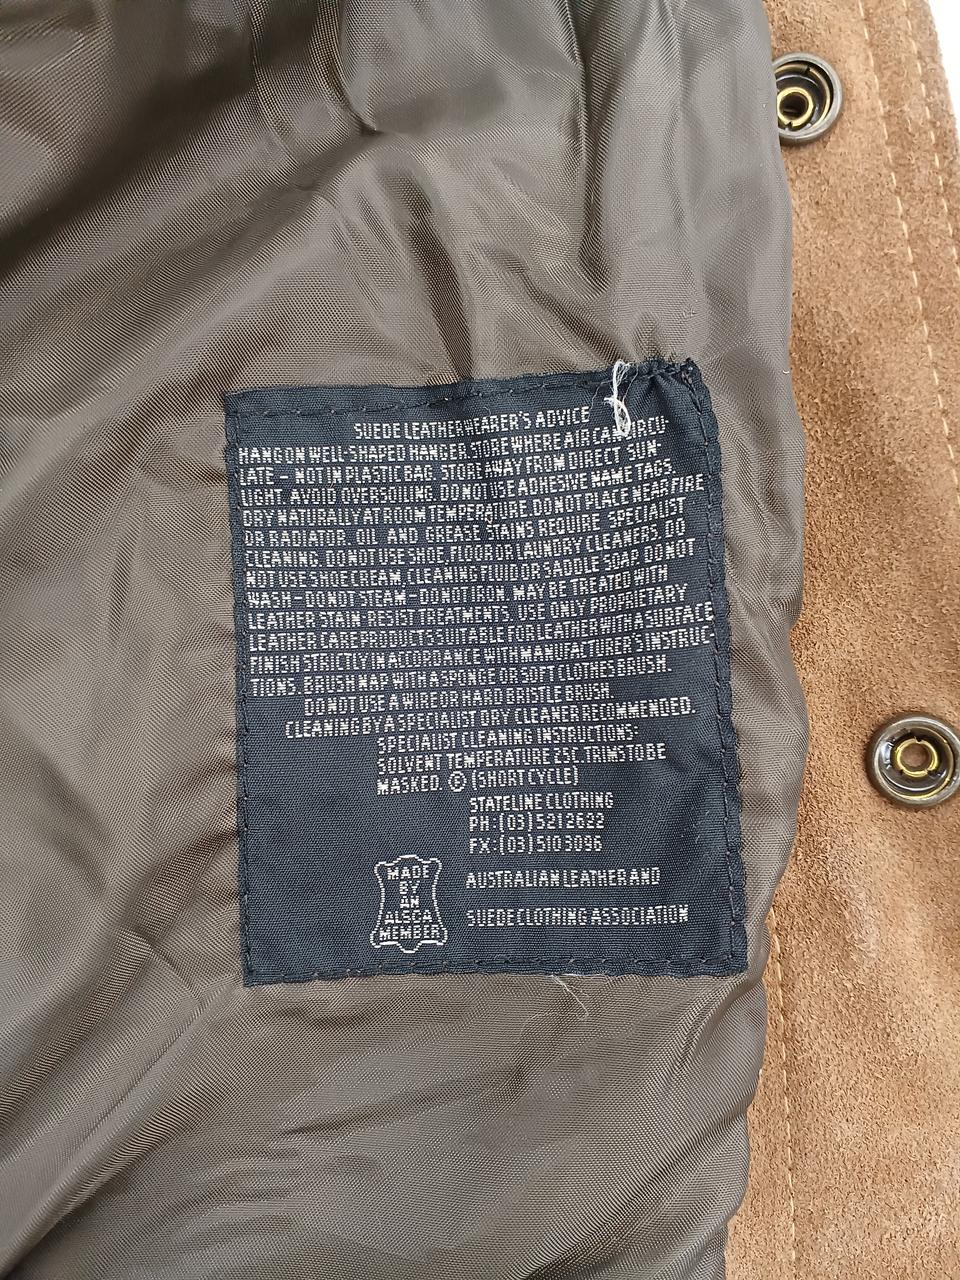 SUEDE LEATHERWEARER'S ADVICE
HANG ON WELL-SHAPED HANGER. STORE WHERE AIR CAN CIRCU-
LATE - NOT IN PLASTIC BAG. STORE AWAY FROM DIRECT SUN-
LIGHT. AVOID OVERSOILING. DO NOT USE ADHESIVE NAME TAGS.
DRY NATURALLY AT ROOM TEMPERATURE. DO NOT PLACE NEAR FIRE
OR RADIATOR. OIL AND GREASE STAINS REQUIRE SPECIALIST
CLEANING. DO NOT USE SHOE, FLOOR OR LAUNDRY CLEANERS. DO
NOT USE SHOE CREAM, CLEANING FLUID OR SADDLE SOAP. DO NOT
WASH - DO NOT STEAM - DO NOT IRON. MAY BE TREATED WITH
LEATHER STAIN-RESIST TREATMENTS. USE ONLY PROPRIETARY
LEATHER CARE PRODUCTS SUITABLE FOR LEATHER WITH A SURFACE
FINISH STRICTLY IN ACCORDANCE WITH MANUFACTURER'S INSTRUC-
TIONS. BRUSH NAP WITH A SPONGE OR SOFT CLOTHES BRUSH
DO NOT USE A WIRE OR HARD BRISTLE BRUSH
CLEANING BY A SPECIALIST DRY CLEANER RECOMMENDED.
SPECIALIST CLEANING INSTRUCTIONS:
SOLVENT TEMPERATURE 25C. TRIMS TO BE
MASKED. Ⓟ (SHORT CYCLE)
STATELINE CLOTHING
PH:(03)5212622
FX:(03)5103096
MADE
BY
AN
ALSCA
MEMBER
AUSTRALIAN LEATHER AND
SUEDE CLOTHING ASSOCIATION